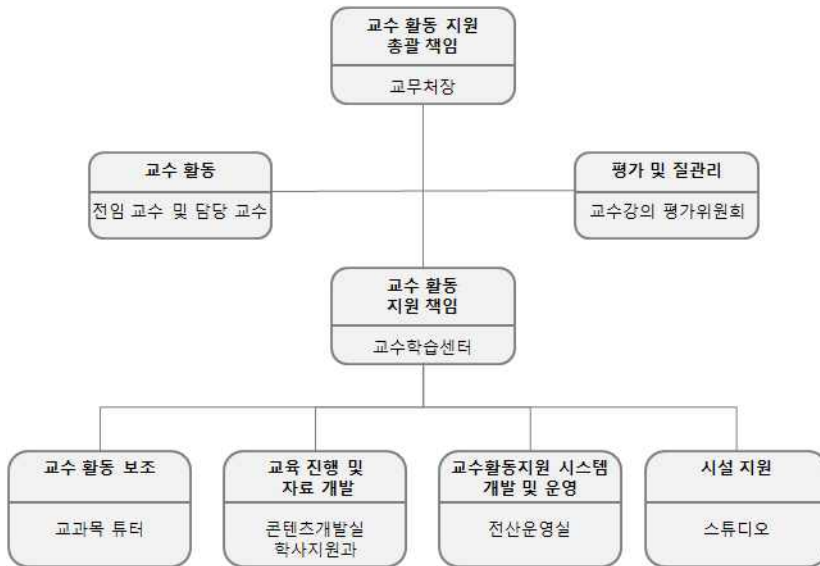 교수 활동 지원
총괄 책임
교무처장
교수 활동
전임 교수 및 담당 교수
평가 및 질관리
교수강의 평가위원회
교수 활동
지원 책임
교수학습센터
교수 활동 보조
교과목 튜터
교육 진행 및
자료 개발
콘텐츠개발실
학사지원과
교수활동지원 시스템
개발 및 운영
전산운영실
시설 지원
스튜디오